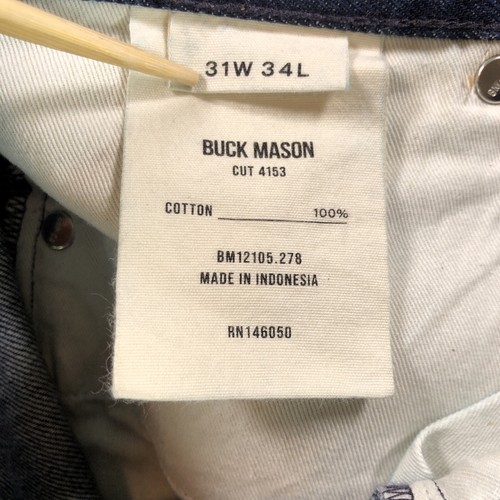 31W 34L
BUCK MASON
CUT 4153
COTTON 100%
BM12105.278
MADE IN INDONESIA
RN146050